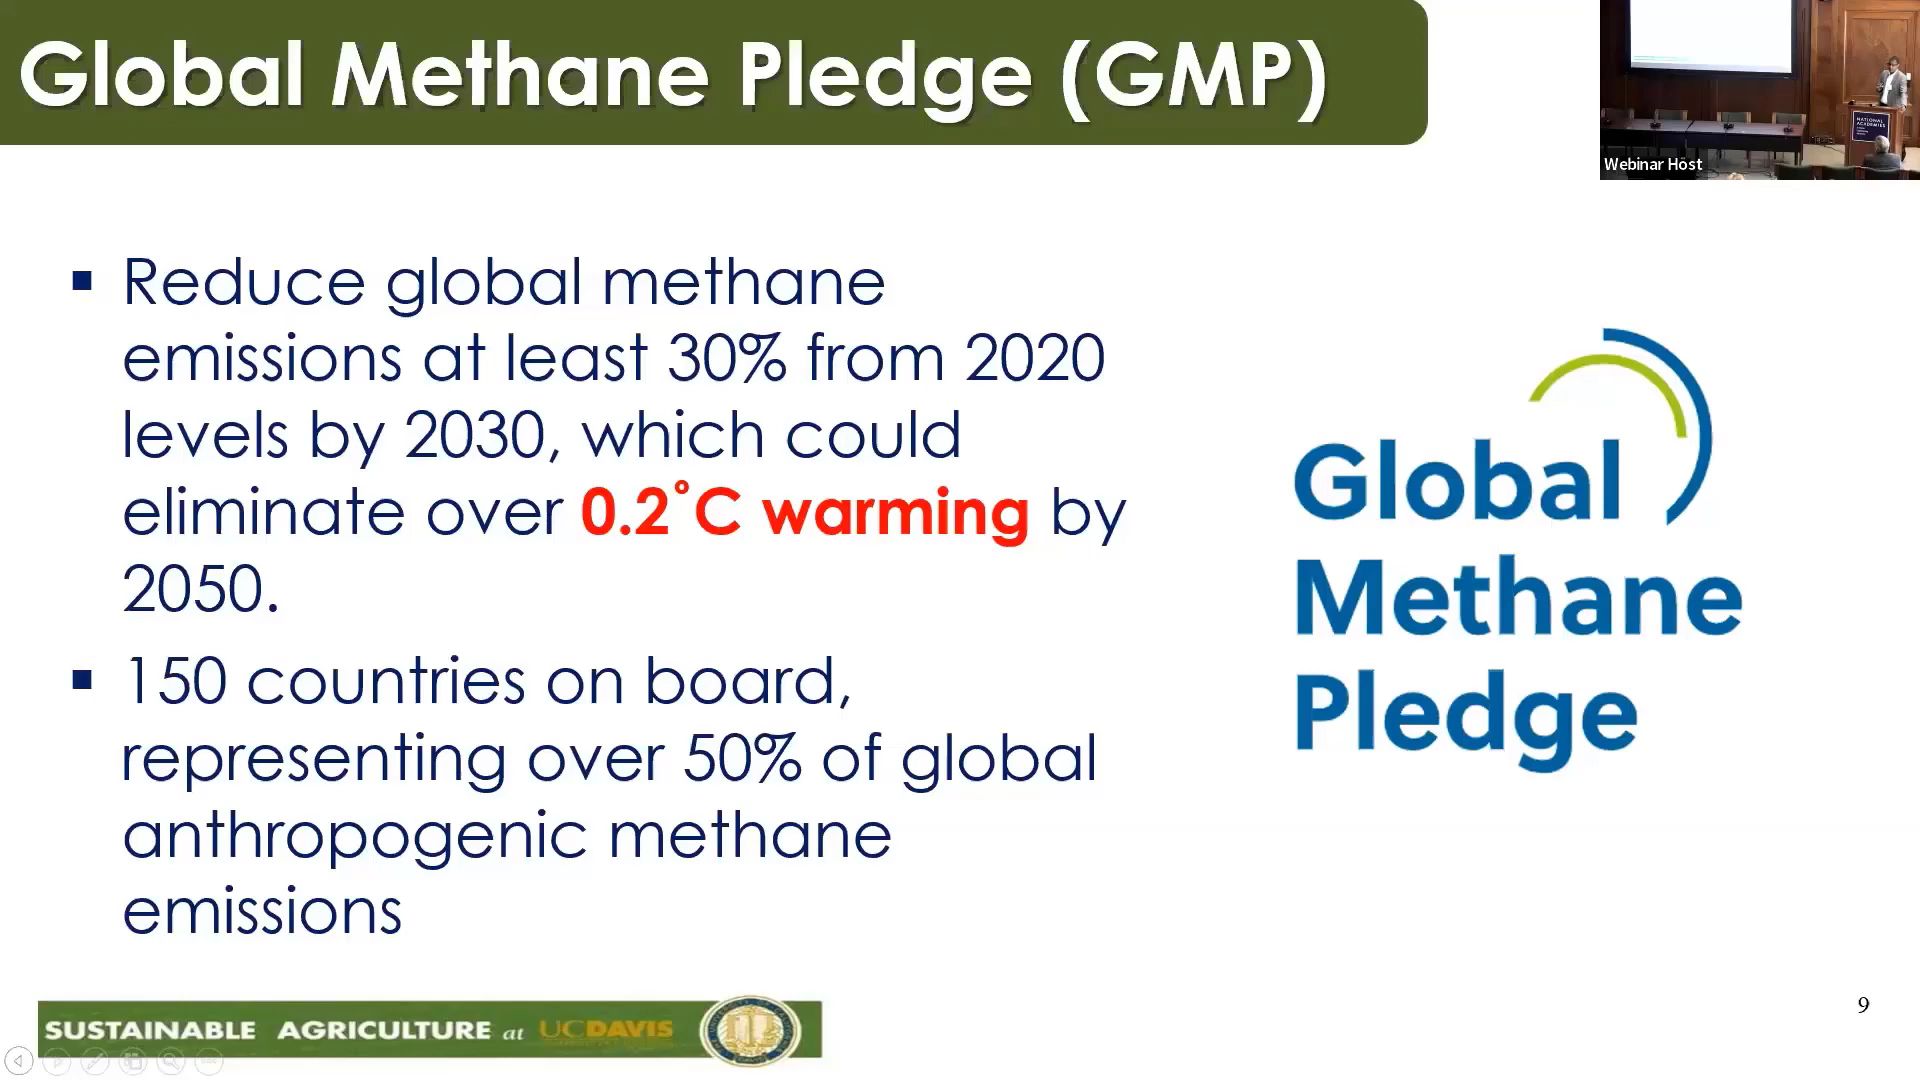 Global Methane Pledge (GMP)
NATIONAL
ACADEMIES
Webinar Host
▪ Reduce global methane
emissions at least 30% from 2020
levels by 2030, which could
eliminate over 0.2°C warming by
2050.
▪ 150 countries on board,
representing over 50% of global
anthropogenic methane
emissions
Global
Methane
Pledge
SUSTAINABLE AGRICULTURE at UCDAVIS
9